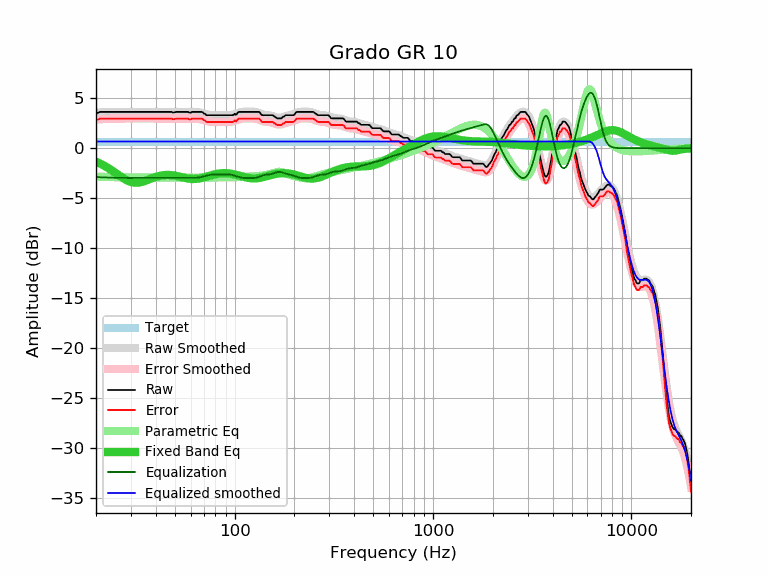 Grado GR 10
5
0
−5
−10
−15
−20
−25
−30
−35
Amplitude (dBr)
Target
Raw Smoothed
Error Smoothed
Raw
Error
Parametric Eq
Fixed Band Eq
Equalization
Equalized smoothed
100 1000 10000
Frequency (Hz)